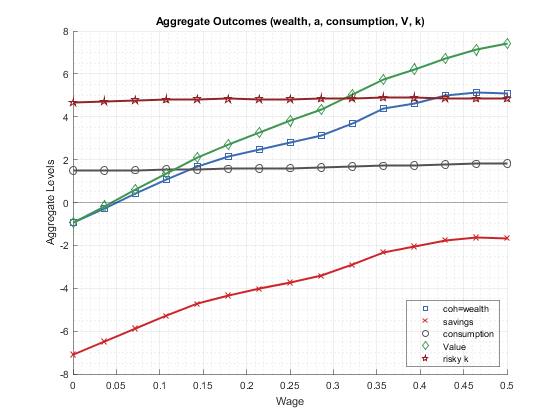 Aggregate Outcomes (wealth, a, consumption, V, k)
8
6
4
2
0
-2
-4
-6
-8
Aggregate Levels
0 0.05 0.1 0.15 0.2 0.25 0.3 0.35 0.4 0.45 0.5
Wage
coh=wealth
savings
consumption
Value
risky k